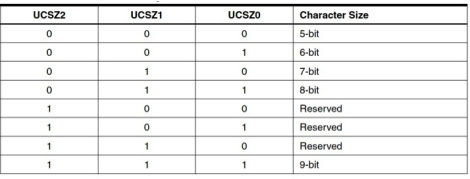 UCSZ2 UCSZ1 UCSZ0 Character Size
0 0 0 5-bit
0 0 1 6-bit
0 1 0 7-bit
0 1 1 8-bit
1 0 0 Reserved
1 0 1 Reserved
1 1 0 Reserved
1 1 1 9-bit